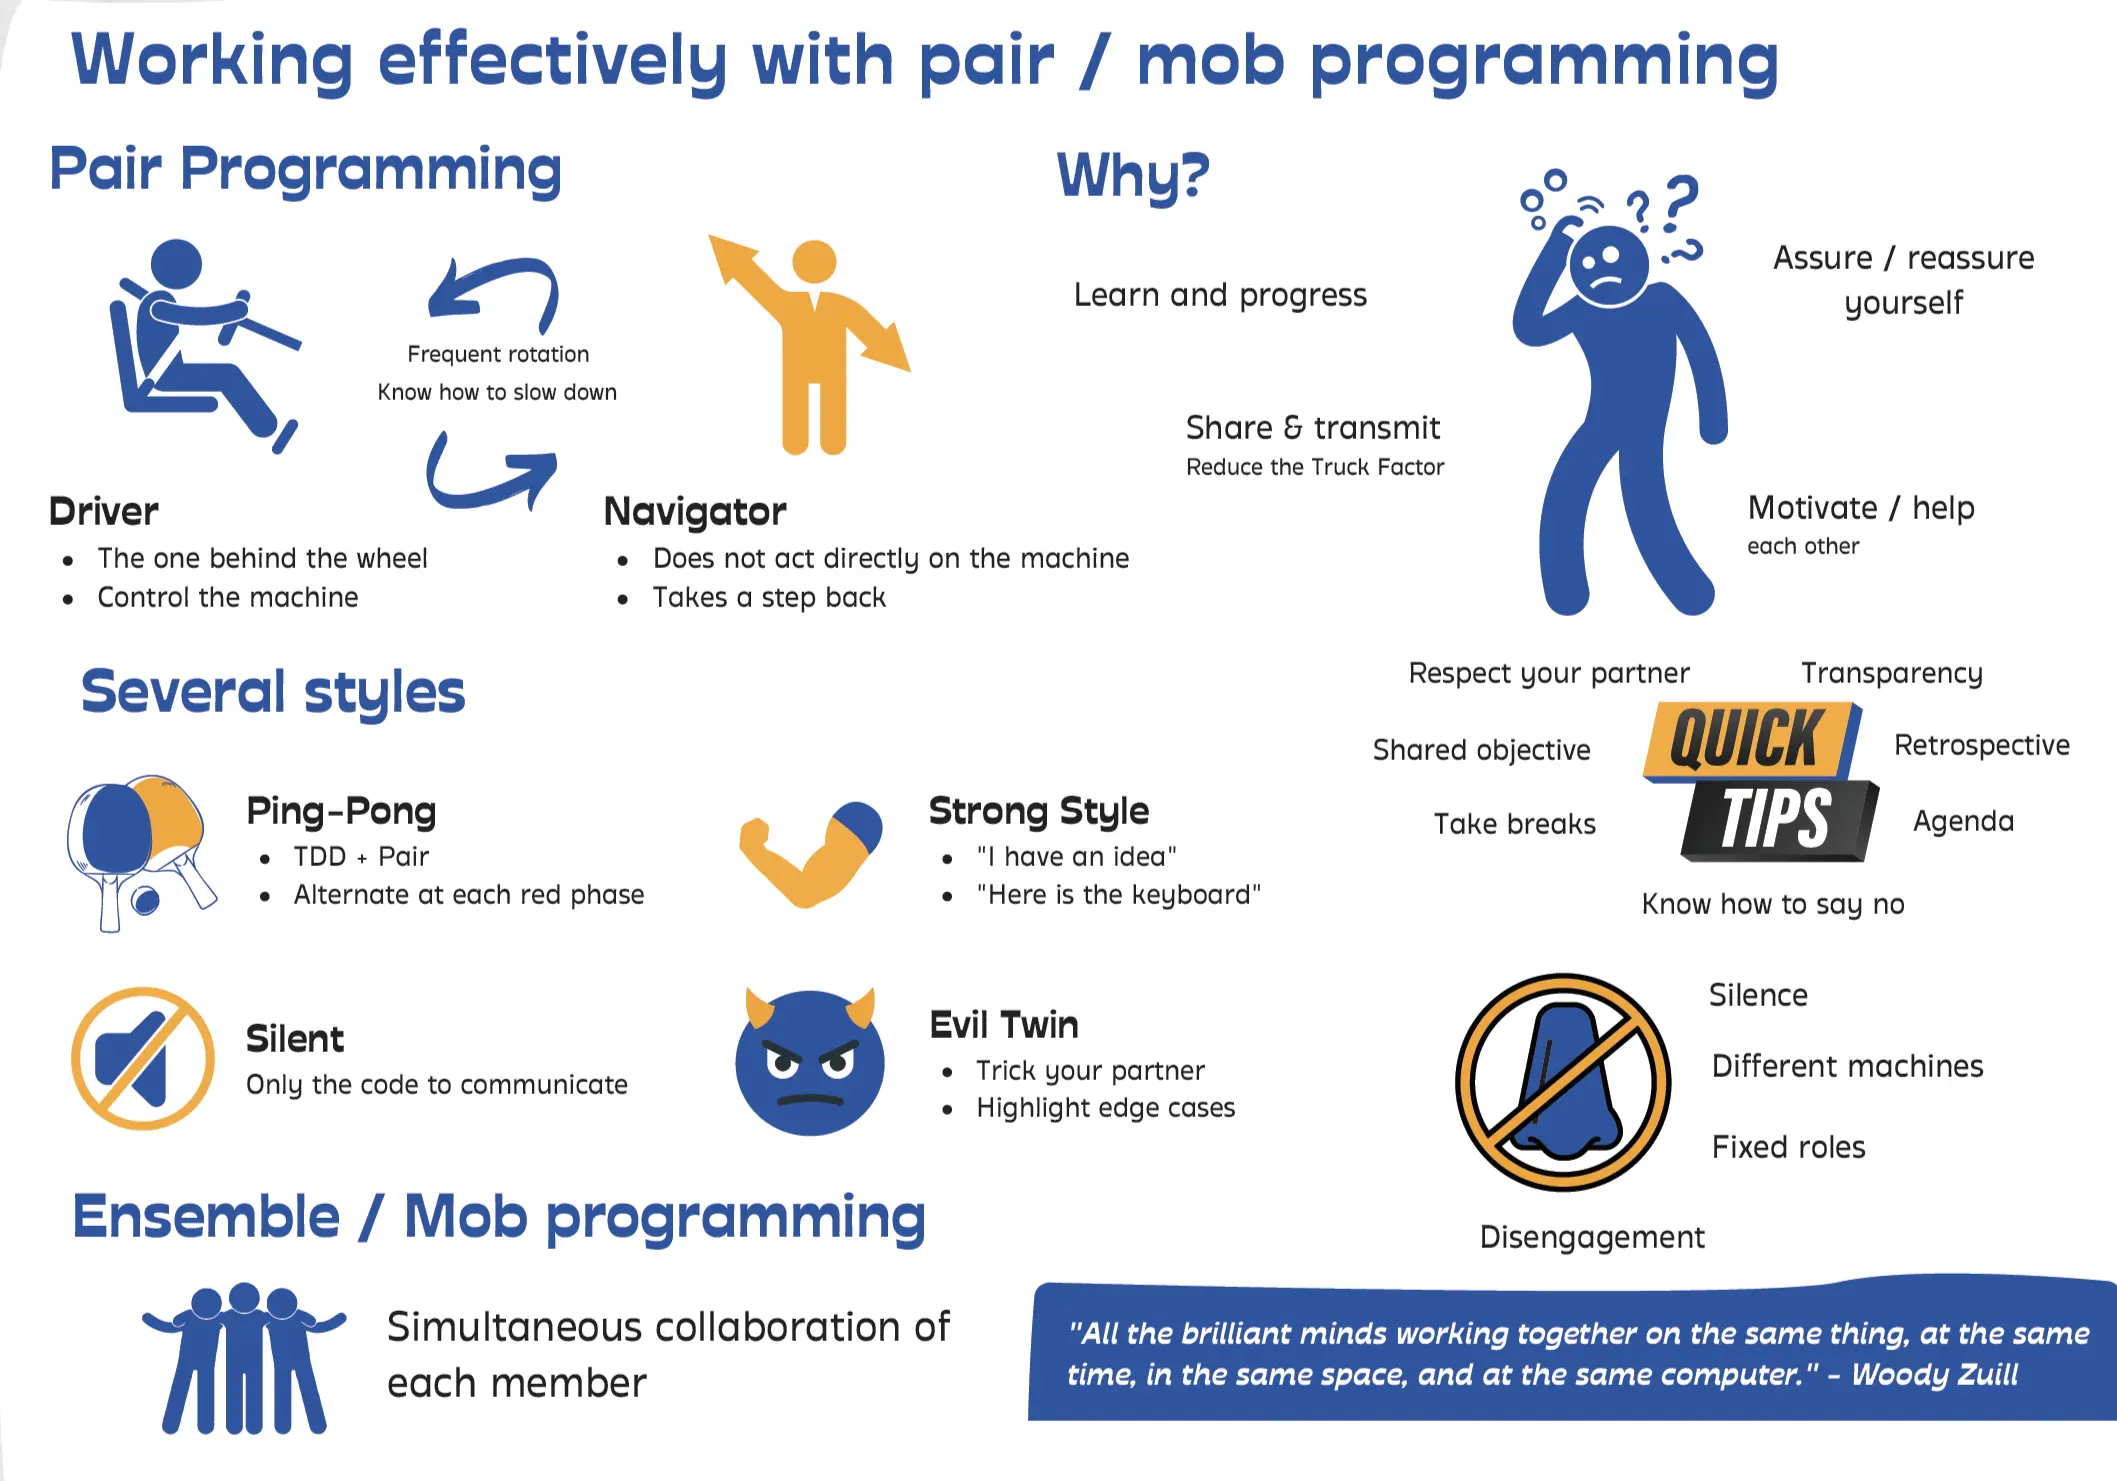 Working effectively with pair / mob programming
Pair Programming
Frequent rotation
Know how to slow down
Driver
• The one behind the wheel
• Control the machine
Navigator
• Does not act directly on the machine
• Takes a step back
Why?
Learn and progress
Assure / reassure
yourself
Share & transmit
Reduce the Truck Factor
Motivate / help
each other
Several styles
Ping-Pong
• TDD + Pair
• Alternate at each red phase
Strong Style
• "I have an idea"
• "Here is the keyboard"
Silent
Only the code to communicate
Evil Twin
• Trick your partner
• Highlight edge cases
Respect your partner
Transparency
Shared objective
QUICK
TIPS
Retrospective
Take breaks
Agenda
Know how to say no
Silence
Different machines
Fixed roles
Disengagement
Ensemble / Mob programming
Simultaneous collaboration of
each member
"All the brilliant minds working together on the same thing, at the same
time, in the same space, and at the same computer." - Woody Zuill